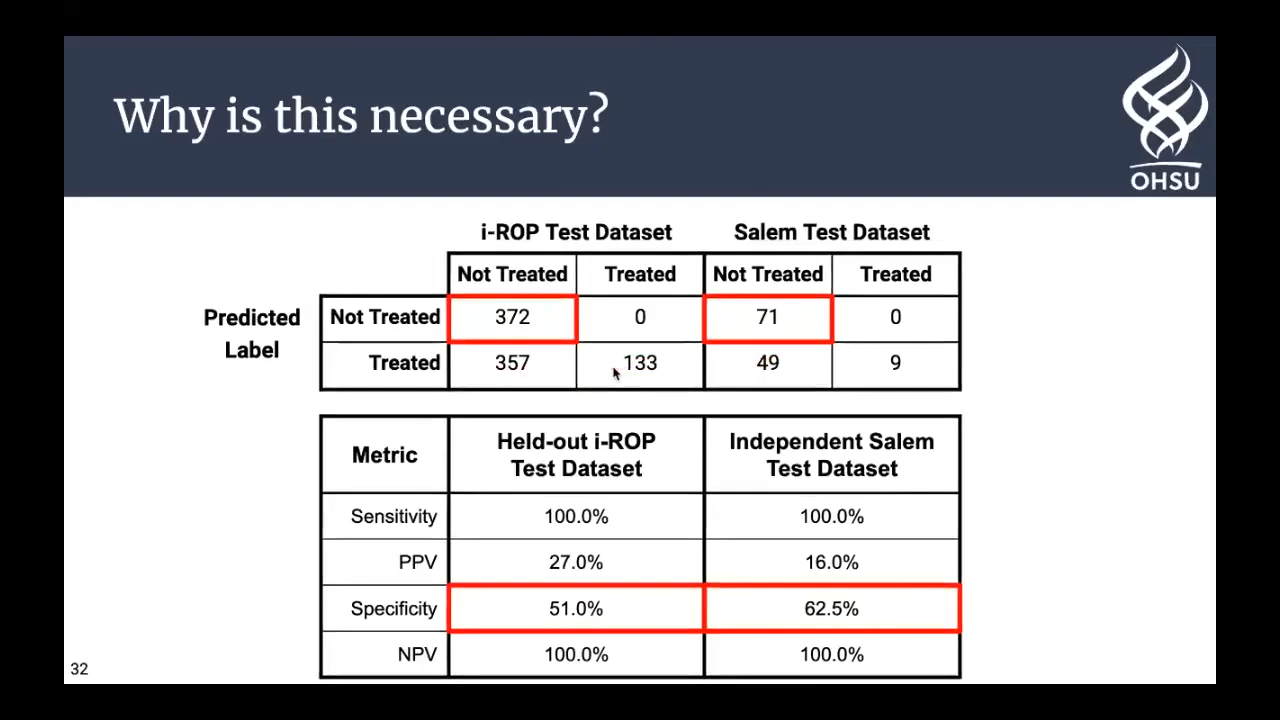 Why is this necessary?
OHSU
i-ROP Test Dataset Salem Test Dataset
Not Treated Treated Not Treated Treated
Predicted Label
Not Treated 372 0 71 0
Treated 357 133 49 9
Metric Held-out i-ROP Test Dataset Independent Salem Test Dataset
Sensitivity 100.0% 100.0%
PPV 27.0% 16.0%
Specificity 51.0% 62.5%
NPV 100.0% 100.0%
32